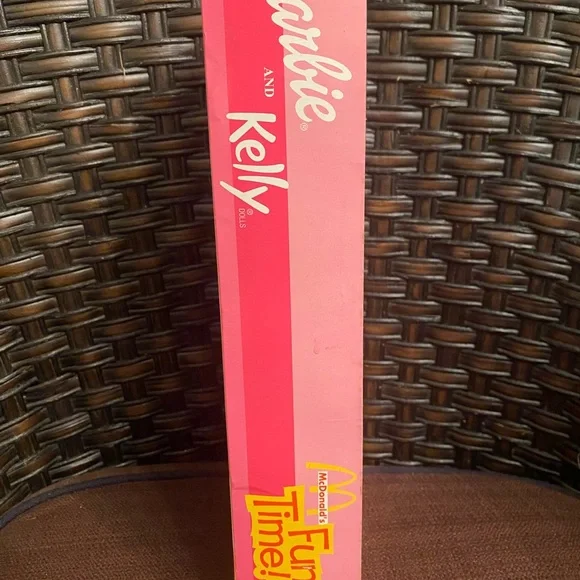 arbie®
AND
Kelly®
DOLLS
McDonald's
Fun
Time!